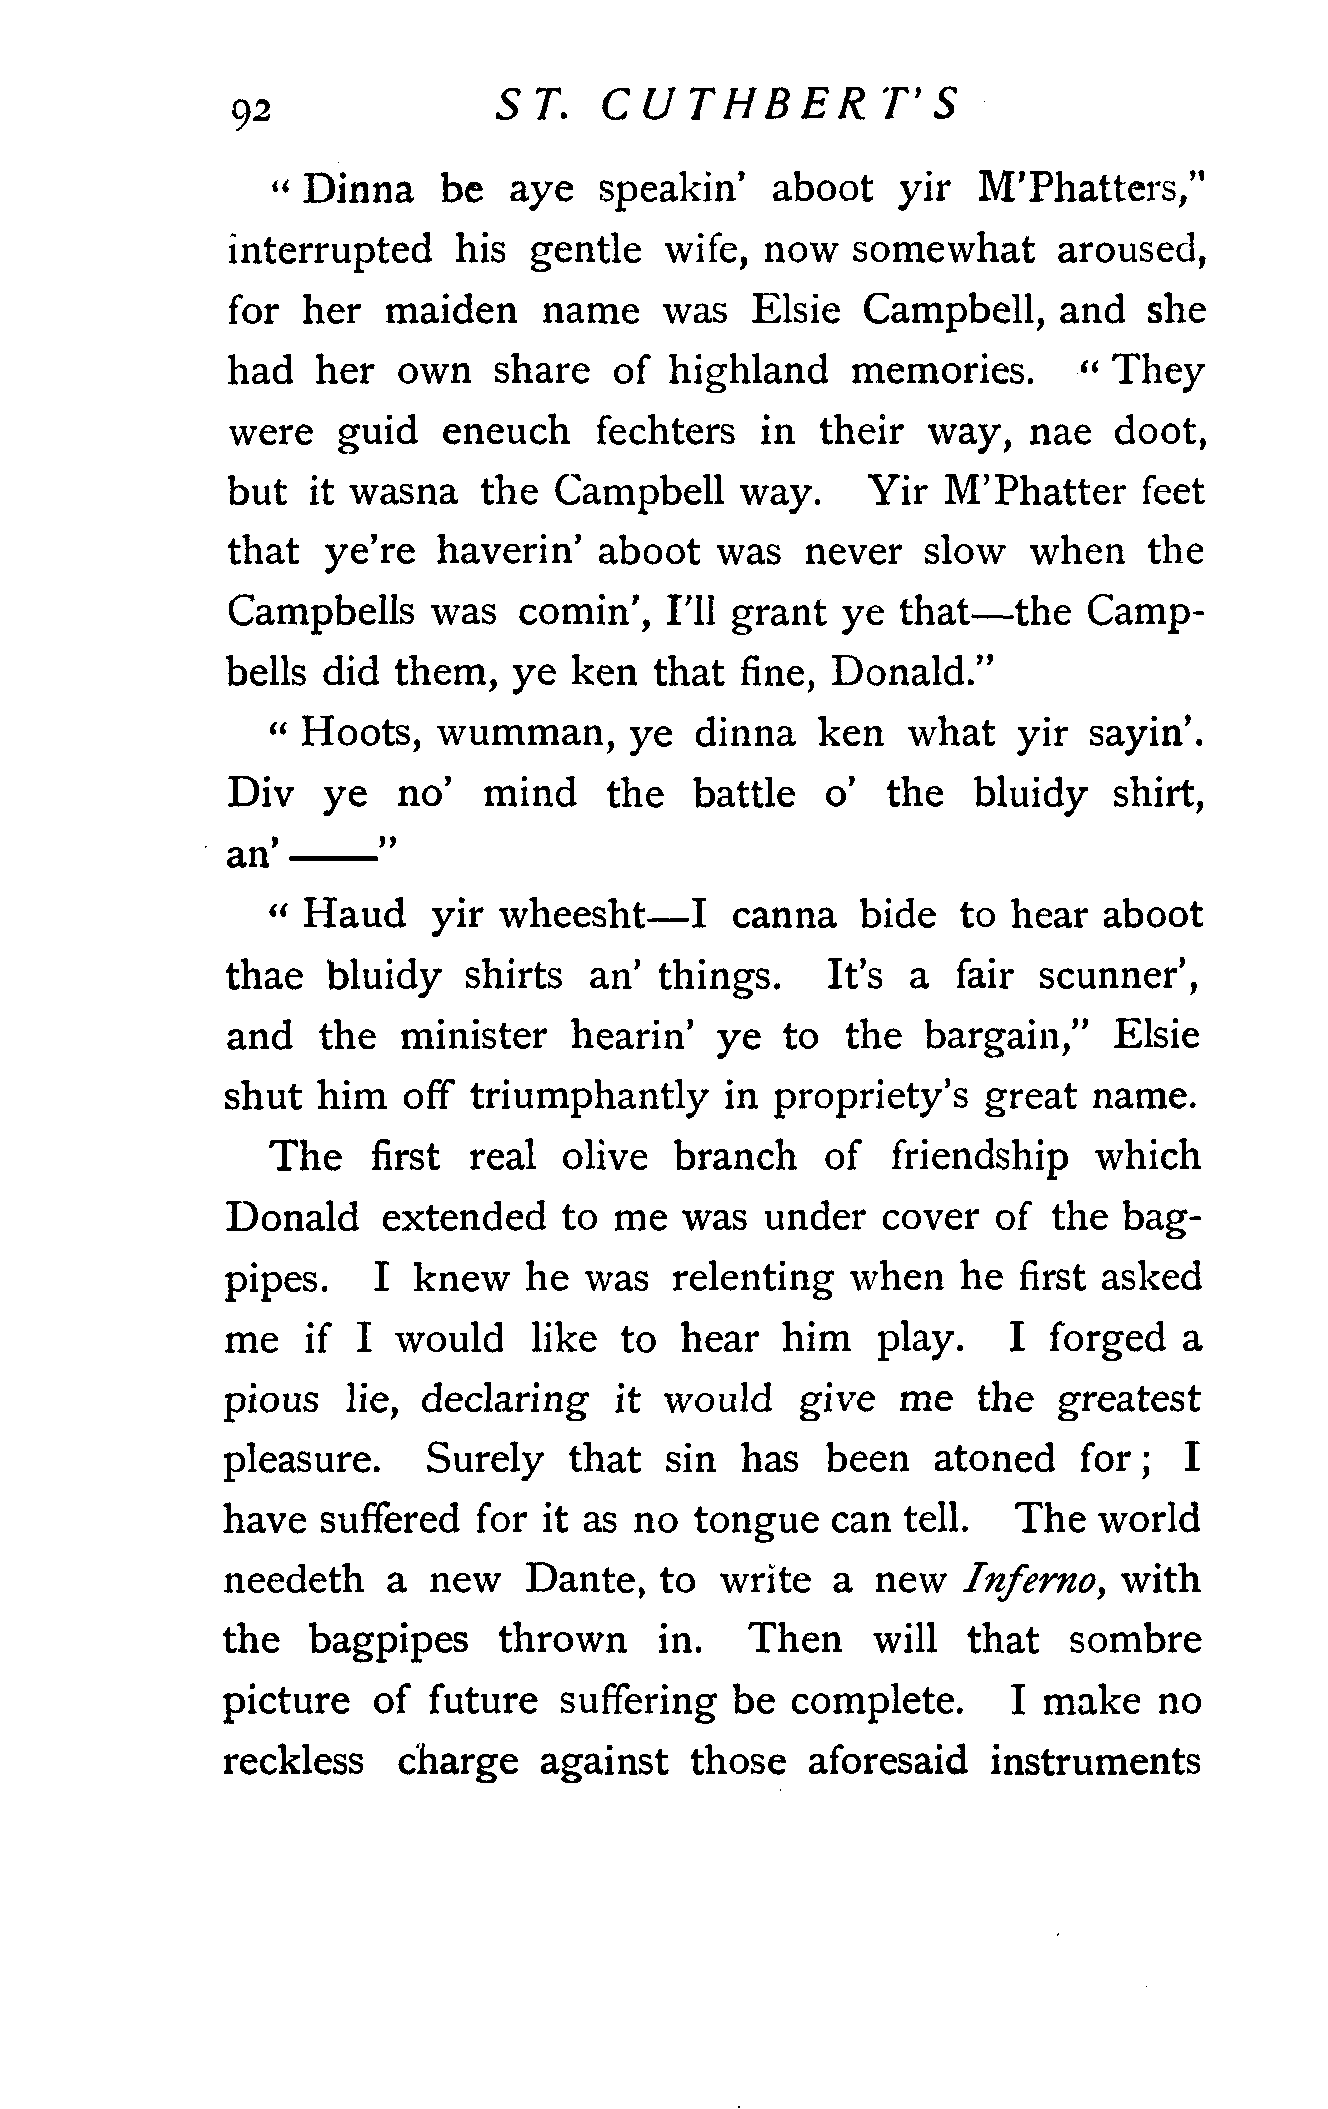 92 ST. CUTHBERT'S
" Dinna be aye speakin' aboot yir M'Phatters,"
interrupted his gentle wife, now somewhat aroused,
for her maiden name was Elsie Campbell, and she
had her own share of highland memories. " They
were guid eneuch fechters in their way, nae doot,
but it wasna the Campbell way. Yir M'Phatter feet
that ye're haverin' aboot was never slow when the
Campbells was comin', I'll grant ye that—the Camp-
bells did them, ye ken that fine, Donald."
" Hoots, wumman, ye dinna ken what yir sayin'.
Div ye no' mind the battle o' the bluidy shirt,
an' ——"
" Haud yir wheesht—I canna bide to hear aboot
thae bluidy shirts an' things. It's a fair scunner',
and the minister hearin' ye to the bargain," Elsie
shut him off triumphantly in propriety's great name.
The first real olive branch of friendship which
Donald extended to me was under cover of the bag-
pipes. I knew he was relenting when he first asked
me if I would like to hear him play. I forged a
pious lie, declaring it would give me the greatest
pleasure. Surely that sin has been atoned for ; I
have suffered for it as no tongue can tell. The world
needeth a new Dante, to write a new Inferno, with
the bagpipes thrown in. Then will that sombre
picture of future suffering be complete. I make no
reckless charge against those aforesaid instruments